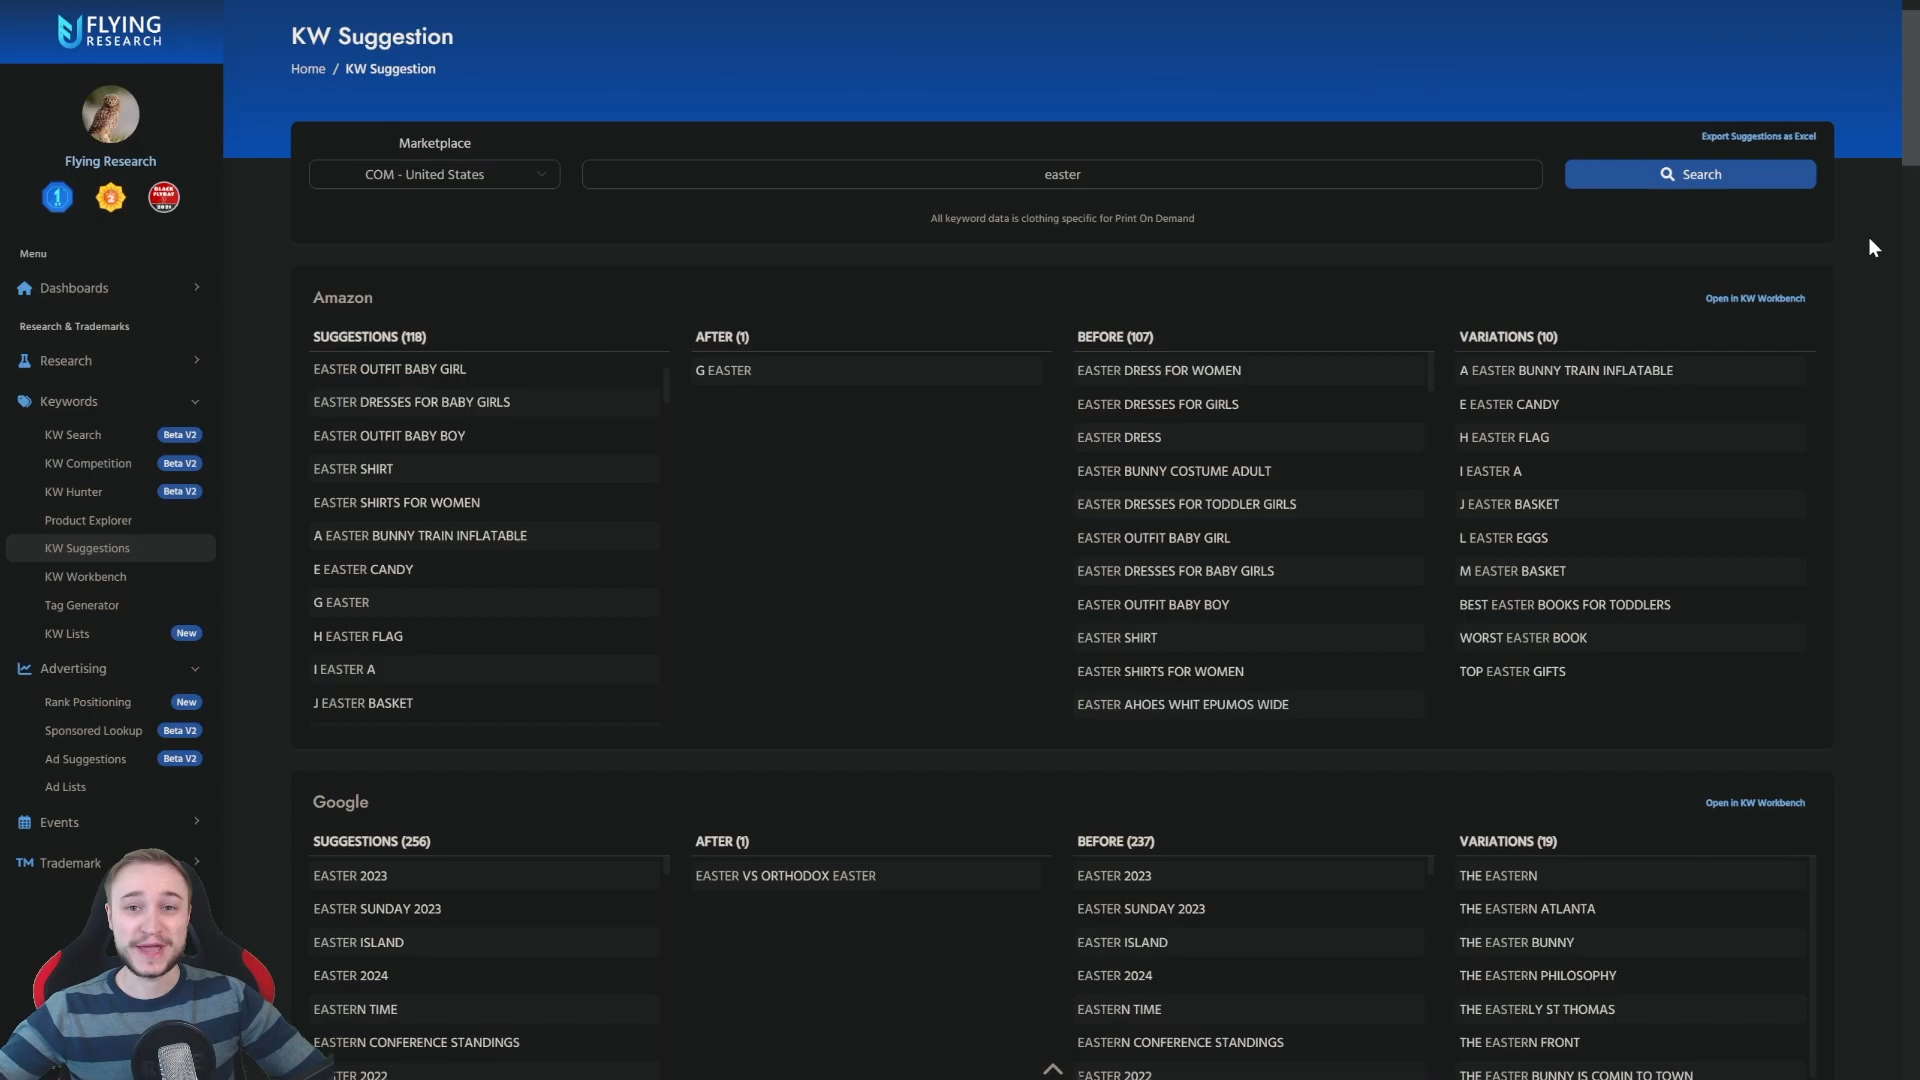 FLYING
RESEARCH
KW Suggestion
Home / KW Suggestion
Flying Research
1
2
BLACK
FLYDAY
2021
Marketplace
Export Suggestions as Excel
COM - United States
easter
Search
All keyword data is clothing specific for Print On Demand
Menu
Dashboards
Research & Trademarks
Research
Keywords
KW Search Beta V2
KW Competition Beta V2
KW Hunter Beta V2
Product Explorer
KW Suggestions
KW Workbench
Tag Generator
KW Lists New
Advertising
Rank Positioning New
Sponsored Lookup Beta V2
Ad Suggestions Beta V2
Ad Lists
Events
TM Trademark
Amazon
Open in KW Workbench
SUGGESTIONS (118)
EASTER OUTFIT BABY GIRL
EASTER DRESSES FOR BABY GIRLS
EASTER OUTFIT BABY BOY
EASTER SHIRT
EASTER SHIRTS FOR WOMEN
A EASTER BUNNY TRAIN INFLATABLE
E EASTER CANDY
G EASTER
H EASTER FLAG
I EASTER A
J EASTER BASKET
AFTER (1)
G EASTER
BEFORE (107)
EASTER DRESS FOR WOMEN
EASTER DRESSES FOR GIRLS
EASTER DRESS
EASTER BUNNY COSTUME ADULT
EASTER DRESSES FOR TODDLER GIRLS
EASTER OUTFIT BABY GIRL
EASTER DRESSES FOR BABY GIRLS
EASTER OUTFIT BABY BOY
EASTER SHIRT
EASTER SHIRTS FOR WOMEN
EASTER AHOES WHIT EPUMOS WIDE
VARIATIONS (10)
A EASTER BUNNY TRAIN INFLATABLE
E EASTER CANDY
H EASTER FLAG
I EASTER A
J EASTER BASKET
L EASTER EGGS
M EASTER BASKET
BEST EASTER BOOKS FOR TODDLERS
WORST EASTER BOOK
TOP EASTER GIFTS
Google
Open in KW Workbench
SUGGESTIONS (256)
EASTER 2023
EASTER SUNDAY 2023
EASTER ISLAND
EASTER 2024
EASTERN TIME
EASTERN CONFERENCE STANDINGS
TER 2022
AFTER (1)
EASTER VS ORTHODOX EASTER
BEFORE (237)
EASTER 2023
EASTER SUNDAY 2023
EASTER ISLAND
EASTER 2024
EASTERN TIME
EASTERN CONFERENCE STANDINGS
EASTER 2022
VARIATIONS (19)
THE EASTERN
THE EASTERN ATLANTA
THE EASTER BUNNY
THE EASTERN PHILOSOPHY
THE EASTERLY ST THOMAS
THE EASTERN FRONT
THE EASTER BUNNY IS COMIN TO TOWN